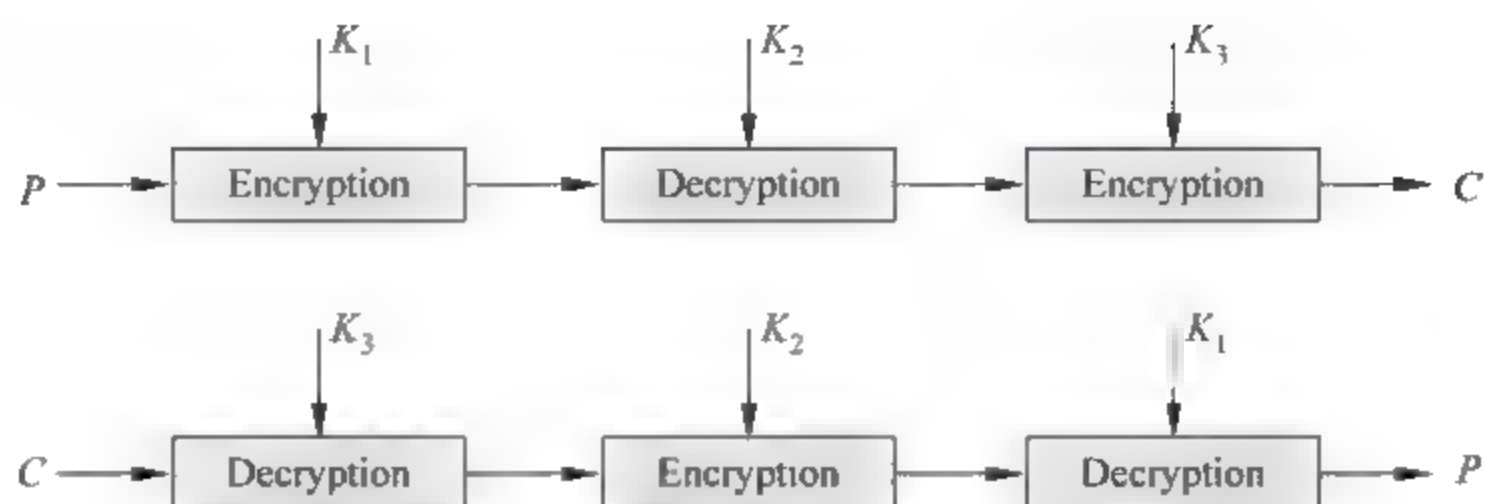 K₁ K₂ K₃
P Encryption Decryption Encryption C
K₃ K₂ K₁
C Decryption Encryption Decryption P